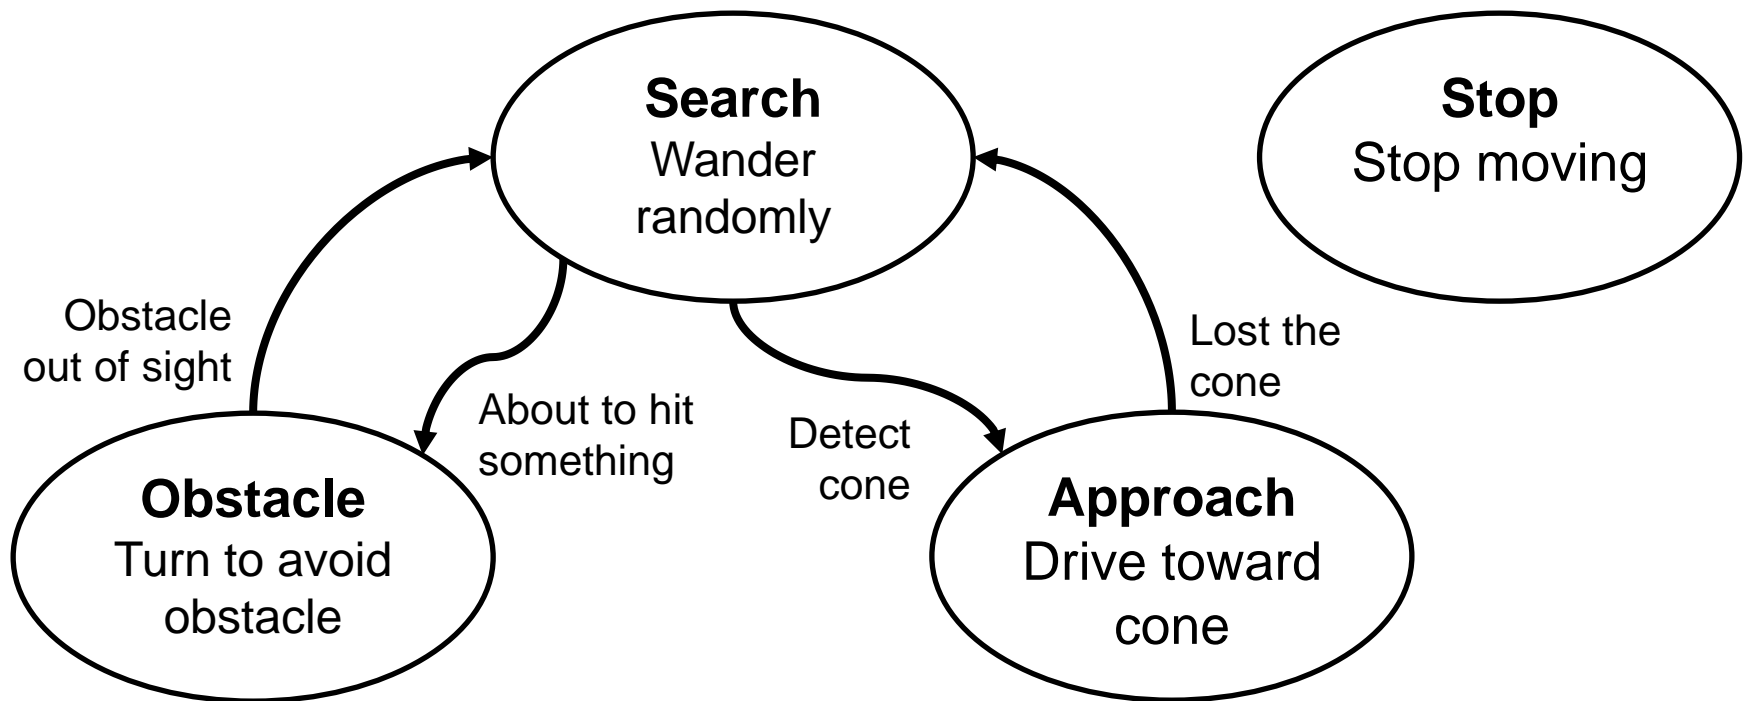 Search
Wander
randomly
Stop
Stop moving
Obstacle
out of sight
About to hit
something
Detect
cone
Lost the
cone
Obstacle
Turn to avoid
obstacle
Approach
Drive toward
cone